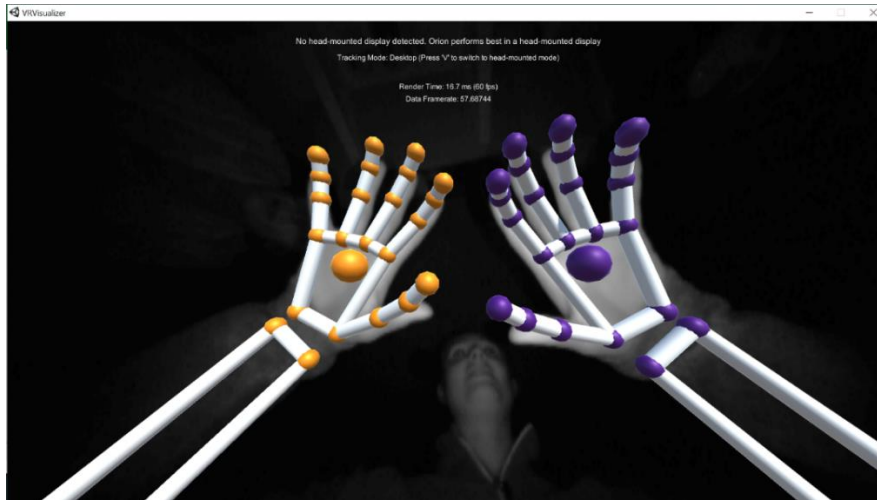 VRVisualizer
No head-mounted display detected. Orion performs best in a head-mounted display
Tracking Mode: Desktop (Press 'V' to switch to head-mounted mode)
Render Time: 16.7 ms (60 fps)
Data Framerate: 57.68744